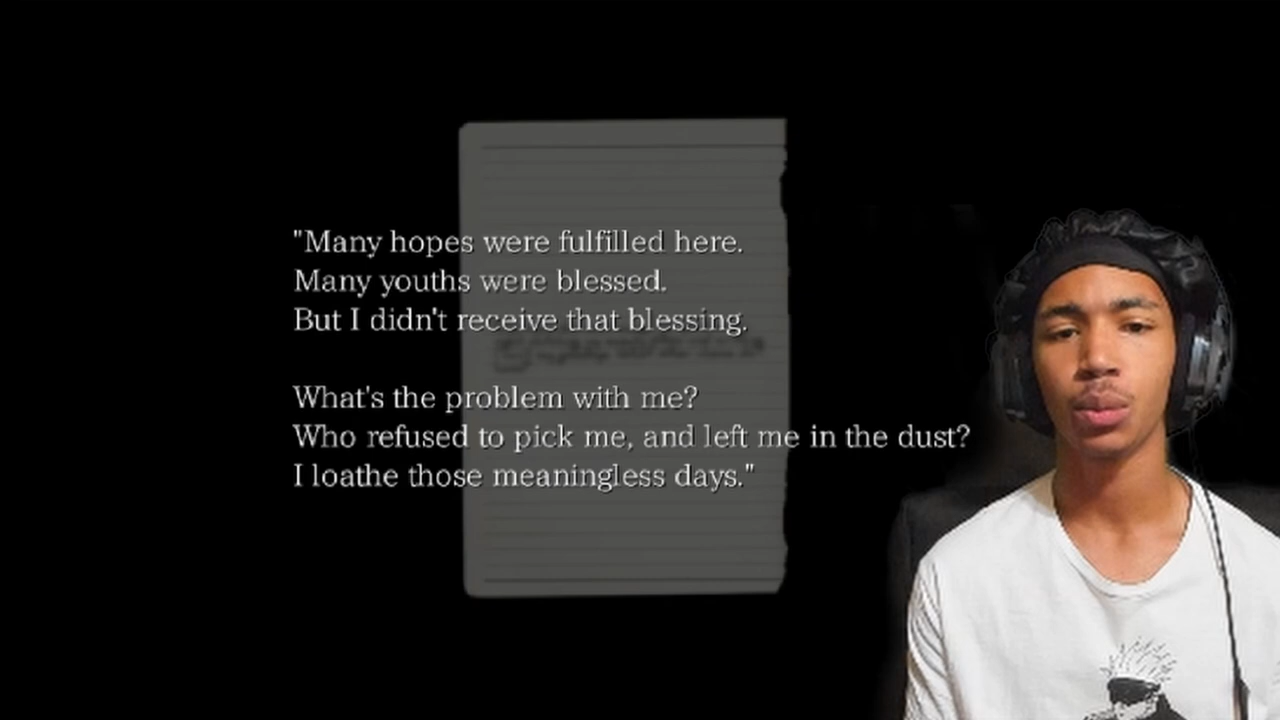 "Many hopes were fulfilled here.
Many youths were blessed.
But I didn't receive that blessing.
What's the problem with me?
Who refused to pick me, and left me in the dust?
I loathe those meaningless days."